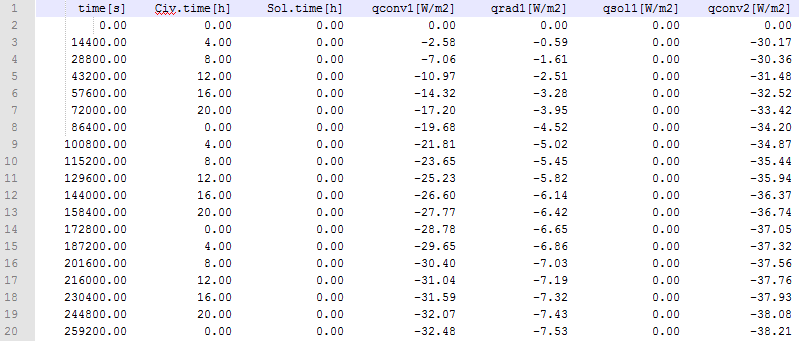 1 time[s] Civ.time[h] Sol.time[h] qconv1[W/m2] qrad1[W/m2] qsol1[W/m2] qconv2[W/m2]
2 0.00 0.00 0.00 0.00 0.00 0.00 0.00
3 14400.00 4.00 0.00 -2.58 -0.59 0.00 -30.17
4 28800.00 8.00 0.00 -7.06 -1.61 0.00 -30.36
5 43200.00 12.00 0.00 -10.97 -2.51 0.00 -31.48
6 57600.00 16.00 0.00 -14.32 -3.28 0.00 -32.52
7 72000.00 20.00 0.00 -17.20 -3.95 0.00 -33.42
8 86400.00 0.00 0.00 -19.68 -4.52 0.00 -34.20
9 100800.00 4.00 0.00 -21.81 -5.02 0.00 -34.87
10 115200.00 8.00 0.00 -23.65 -5.45 0.00 -35.44
11 129600.00 12.00 0.00 -25.23 -5.82 0.00 -35.94
12 144000.00 16.00 0.00 -26.60 -6.14 0.00 -36.37
13 158400.00 20.00 0.00 -27.77 -6.42 0.00 -36.74
14 172800.00 0.00 0.00 -28.78 -6.65 0.00 -37.05
15 187200.00 4.00 0.00 -29.65 -6.86 0.00 -37.32
16 201600.00 8.00 0.00 -30.40 -7.03 0.00 -37.56
17 216000.00 12.00 0.00 -31.04 -7.19 0.00 -37.76
18 230400.00 16.00 0.00 -31.59 -7.32 0.00 -37.93
19 244800.00 20.00 0.00 -32.07 -7.43 0.00 -38.08
20 259200.00 0.00 0.00 -32.48 -7.53 0.00 -38.21